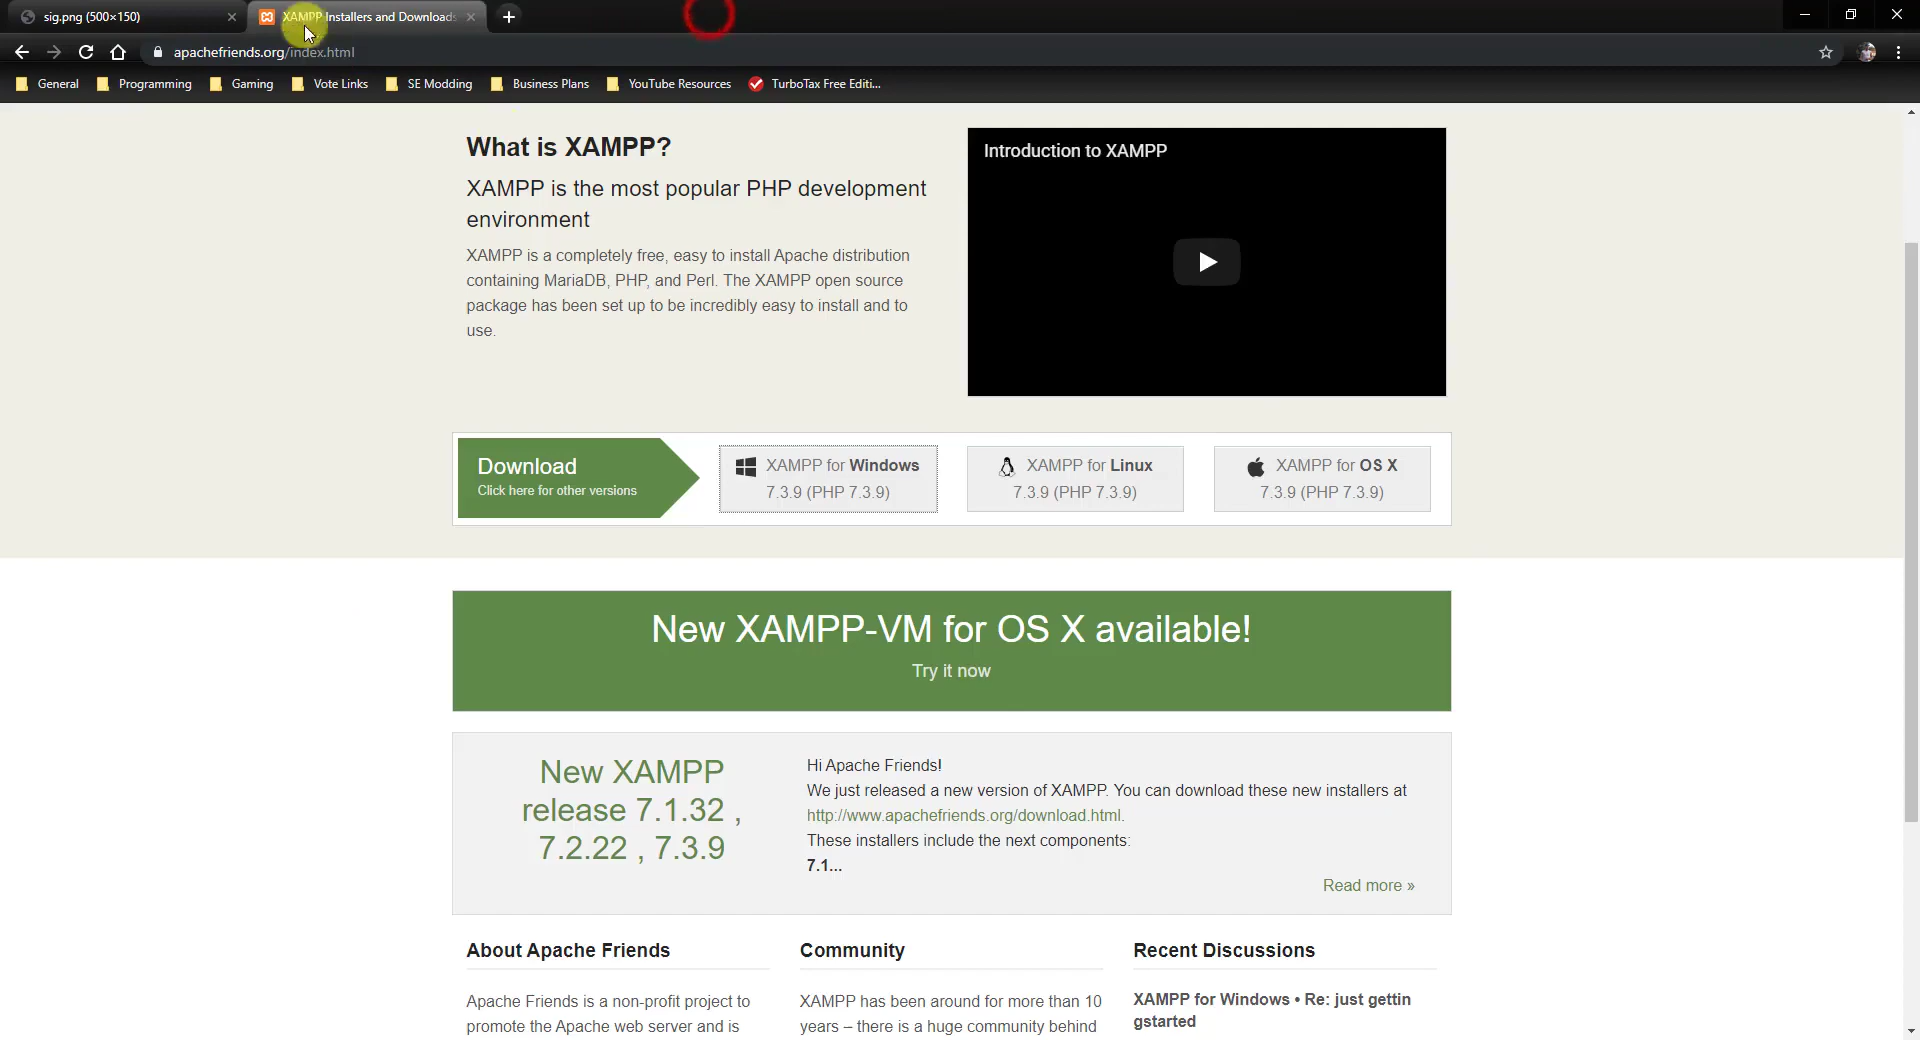 sig.png (500×150)
XAMPP Installers and Downloads
apachefriends.org/index.html
General
Programming
Gaming
Vote Links
SE Modding
Business Plans
YouTube Resources
TurboTax Free Editi...
What is XAMPP?
XAMPP is the most popular PHP development
environment
XAMPP is a completely free, easy to install Apache distribution
containing MariaDB, PHP, and Perl. The XAMPP open source
package has been set up to be incredibly easy to install and to
use.
Introduction to XAMPP
Download
Click here for other versions
XAMPP for Windows
7.3.9 (PHP 7.3.9)
XAMPP for Linux
7.3.9 (PHP 7.3.9)
XAMPP for OS X
7.3.9 (PHP 7.3.9)
New XAMPP-VM for OS X available!
Try it now
New XAMPP
release 7.1.32 ,
7.2.22 , 7.3.9
Hi Apache Friends!
We just released a new version of XAMPP. You can download these new installers at
http://www.apachefriends.org/download.html.
These installers include the next components:
7.1...
Read more »
About Apache Friends
Apache Friends is a non-profit project to
promote the Apache web server and is
Community
XAMPP has been around for more than 10
years – there is a huge community behind
Recent Discussions
XAMPP for Windows • Re: just gettin
gstarted